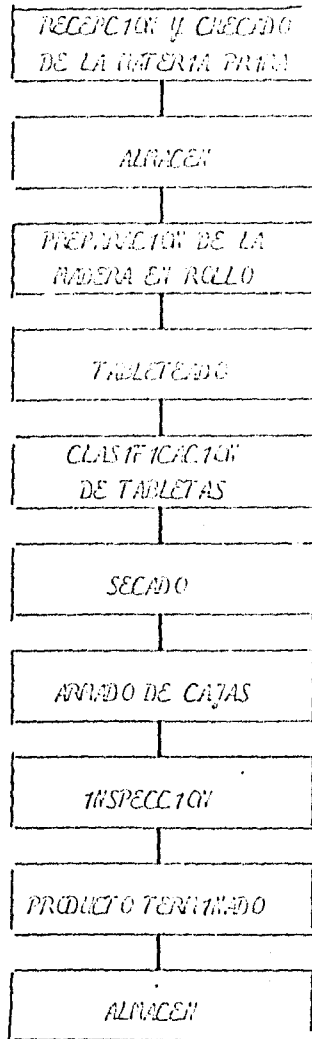 RECEPCION Y CHECADO
DE LA MATERIA PRIMA
ALMACEN
PREPARACION DE LA
MADERA EN ROLLO
TABLETEADO
CLASIFICACION
DE TABLETAS
SECADO
ARMADO DE CAJAS
INSPECCION
PRODUCTO TERMINADO
ALMACEN